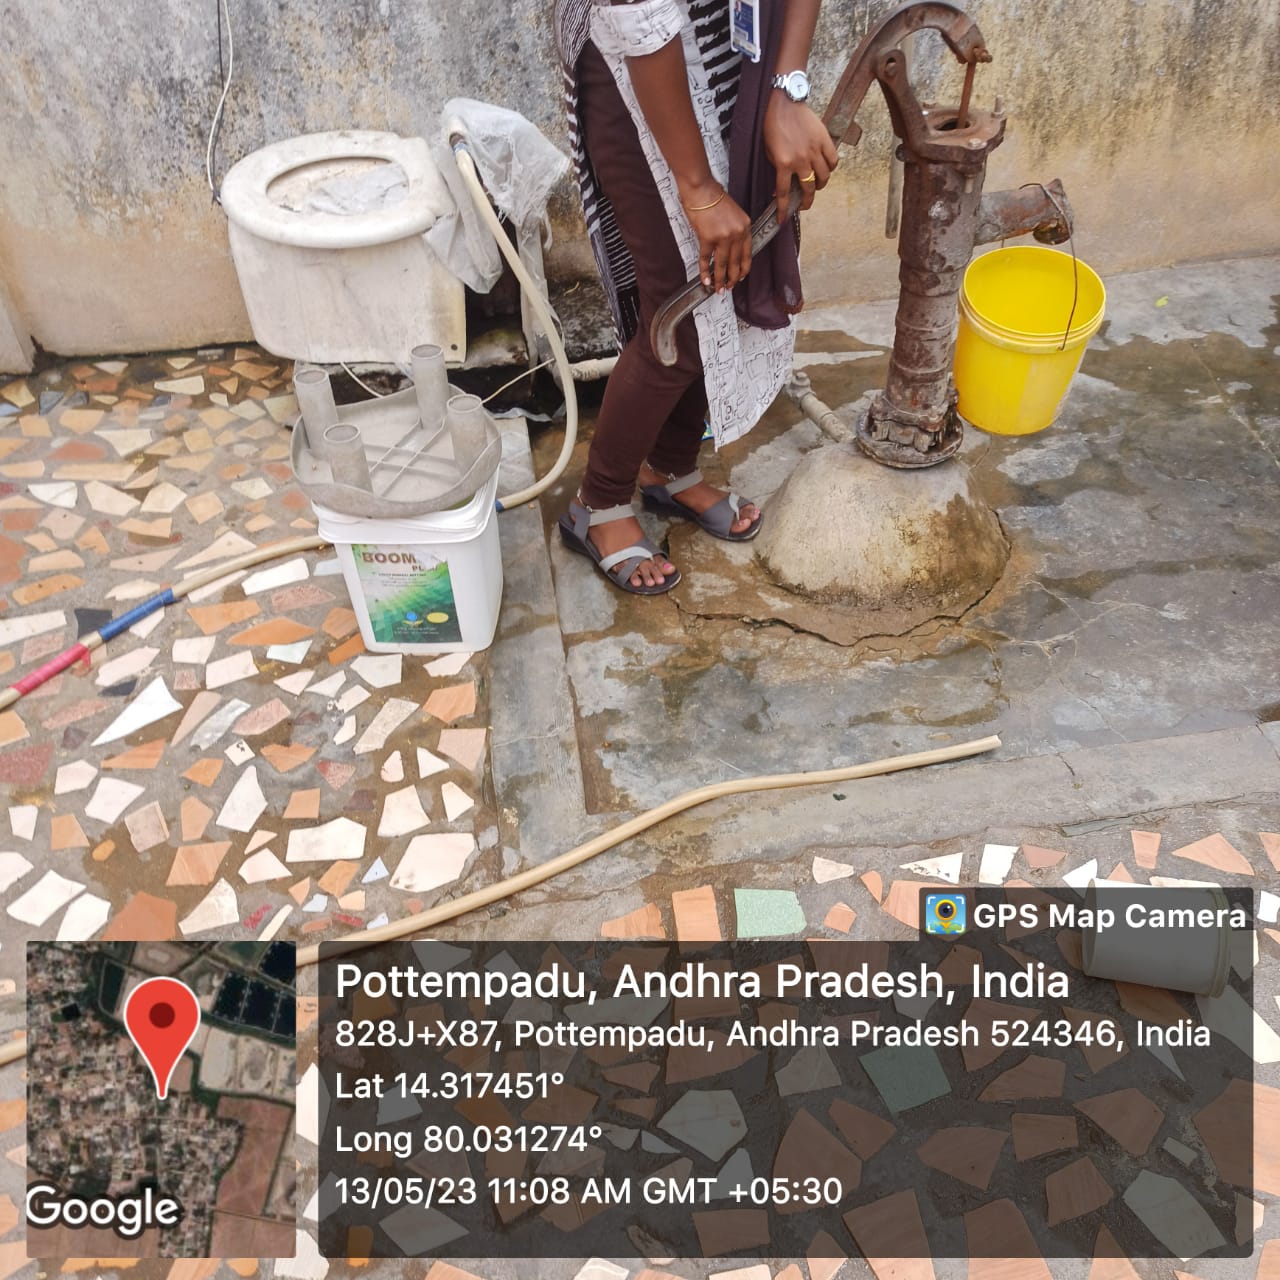 BOOM
PLUS
GPS Map Camera
Pottempadu, Andhra Pradesh, India
828J+X87, Pottempadu, Andhra Pradesh 524346, India
Lat 14.317451°
Long 80.031274°
13/05/23 11:08 AM GMT +05:30
Google